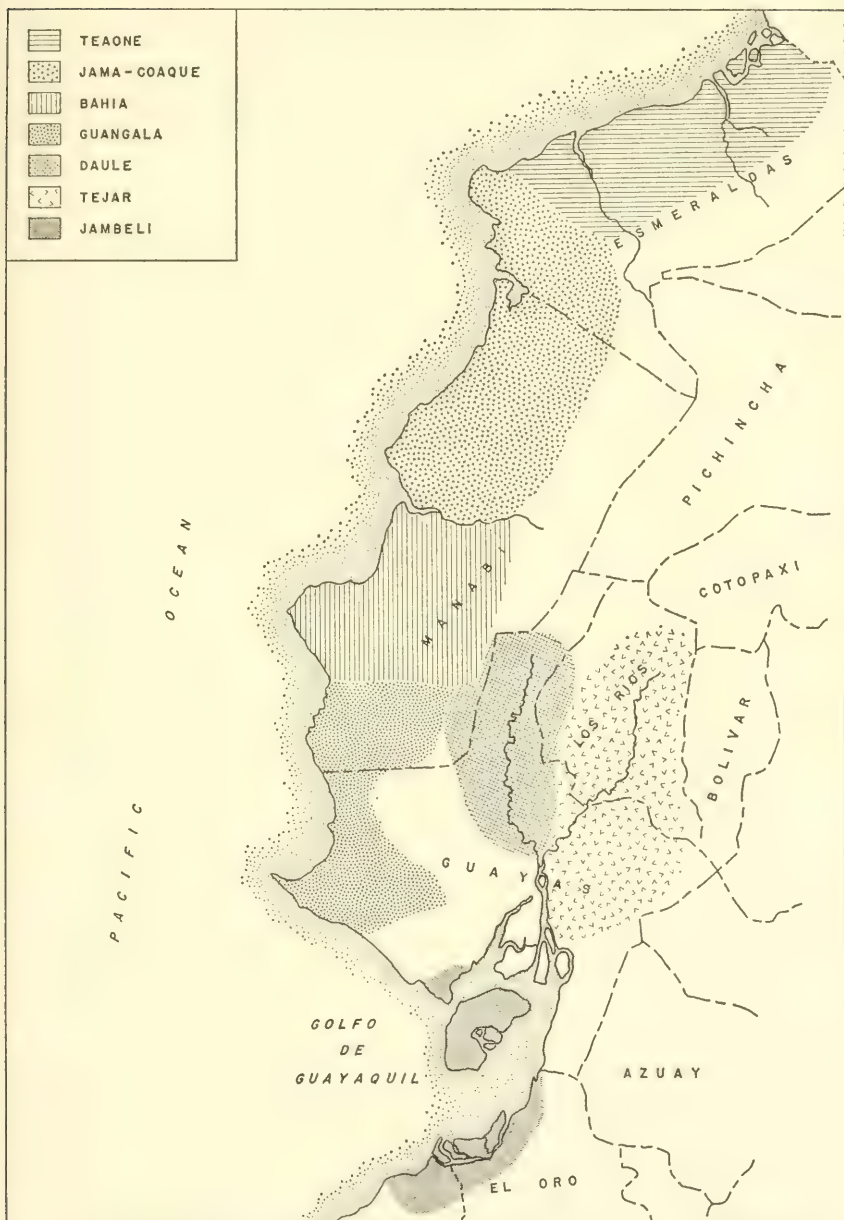 TEAONE
JAMA-COAQUE
BAHIA
GUANGALA
DAULE
TEJAR
JAMBELI
ESMERALDAS
PICHINCHA
OCEAN
COTOPAXI
MANABI
LOS RIOS
BOLIVAR
PACIFIC
GUAYAS
GOLFO
DE
GUAYAQUIL
AZUAY
EL ORO